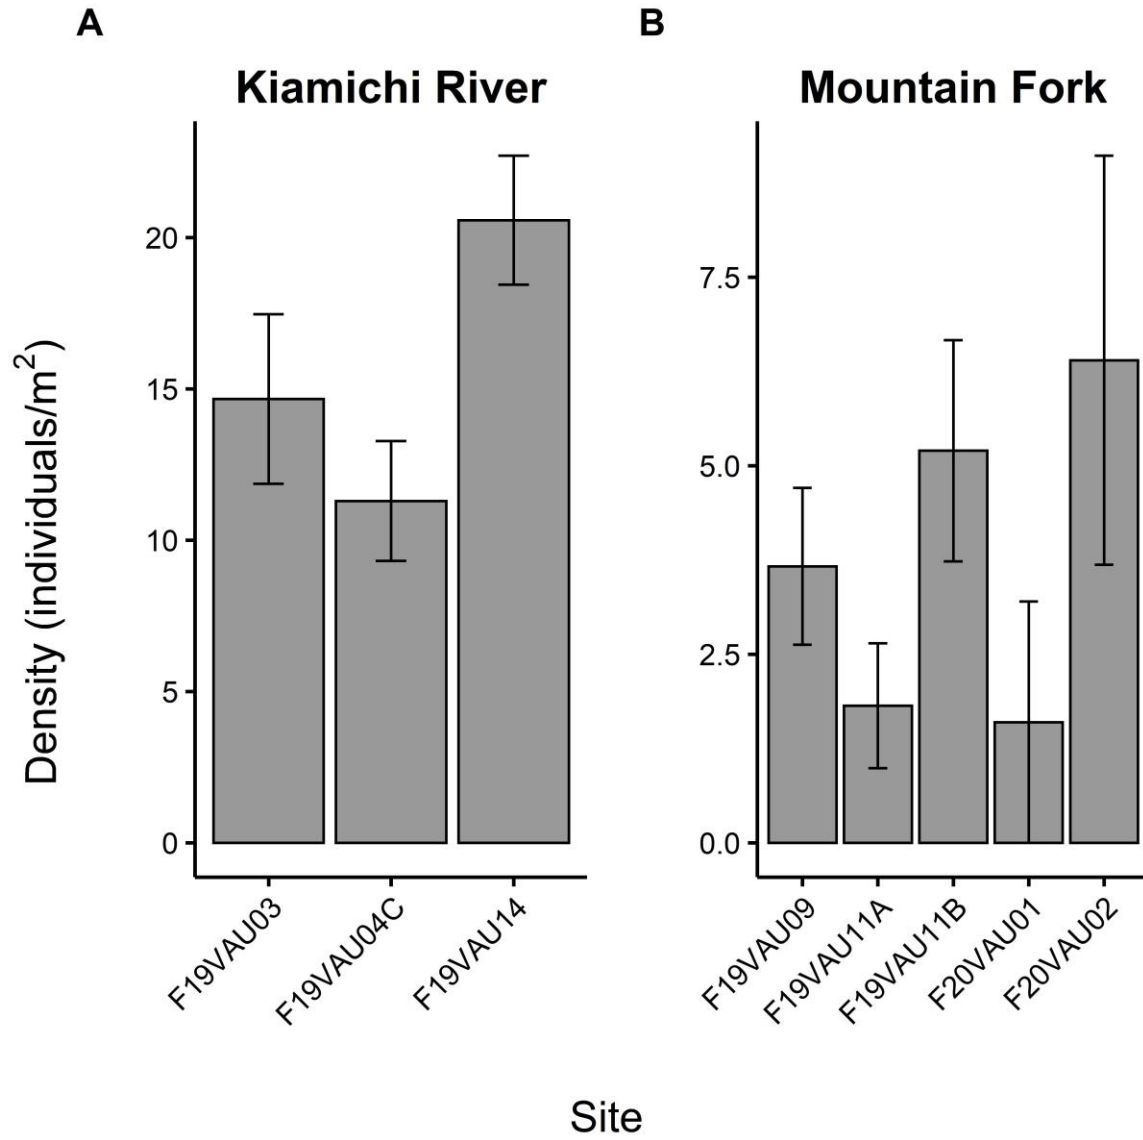 A
B
Kiamichi River
Mountain Fork
Density (individuals/m²)
20
15
10
5
0
F19VAU03
F19VAU04C
F19VAU14
7.5
5.0
2.5
0.0
F19VAU09
F19VAU11A
F19VAU11B
F20VAU01
F20VAU02
Site